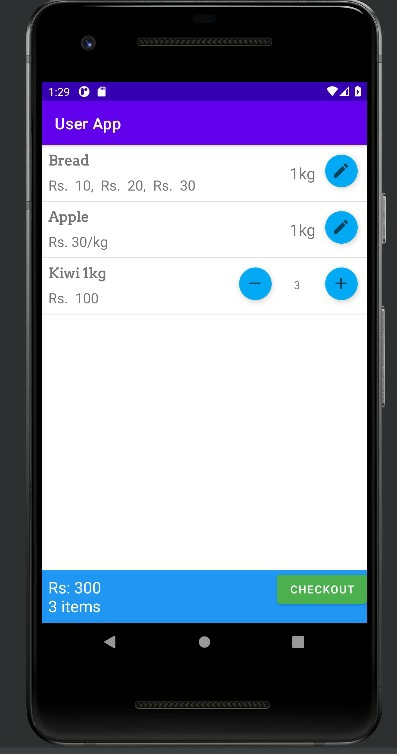 1:29
User App
Bread
Rs. 10, Rs. 20, Rs. 30
1kg
Apple
Rs. 30/kg
1kg
Kiwi 1kg
Rs. 100
3
Rs: 300
3 items
CHECKOUT